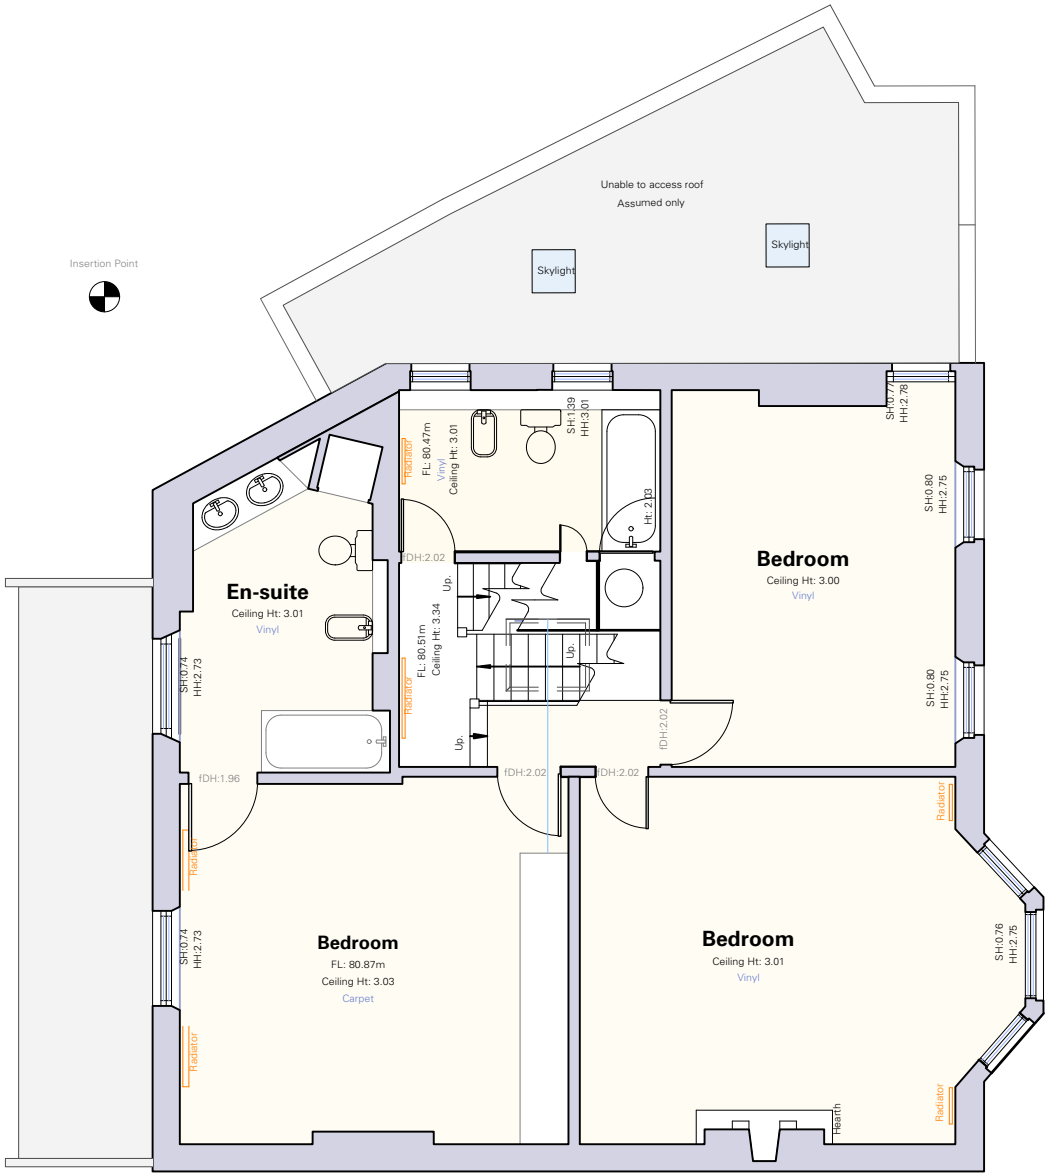 Unable to access roof
Assumed only
Skylight
Skylight
Insertion Point
SH:0.77
HH:2.78
SH:1.39
HH:3.01
Radiator
FL: 80.47m
Vinyl
Ceiling Ht: 3.01
Ht: 2.03
SH:0.80
HH:2.75
fDH:2.02
Bedroom
Ceiling Ht: 3.00
Vinyl
En-suite
Ceiling Ht: 3.01
Vinyl
Up.
FL: 80.51m
Ceiling Ht: 3.34
Up.
Radiator
SH:0.74
HH:2.73
SH:0.80
HH:2.75
fDH:2.02
Up.
fDH:1.96
fDH:2.02
fDH:2.02
Radiator
Radiator
SH:0.74
HH:2.73
Bedroom
FL: 80.87m
Ceiling Ht: 3.03
Carpet
Bedroom
Ceiling Ht: 3.01
Vinyl
SH:0.76
HH:2.75
Radiator
Radiator
Hearth